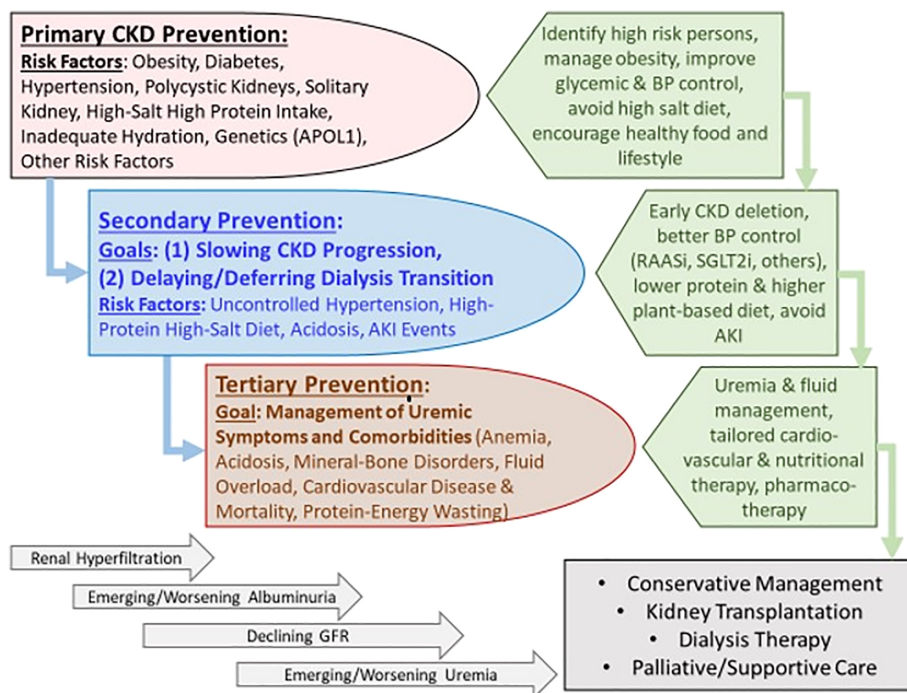 Primary CKD Prevention:
Risk Factors: Obesity, Diabetes,
Hypertension, Polycystic Kidneys, Solitary
Kidney, High-Salt High Protein Intake,
Inadequate Hydration, Genetics (APOL1),
Other Risk Factors
Identify high risk persons,
manage obesity, improve
glycemic & BP control,
avoid high salt diet,
encourage healthy food and
lifestyle
Secondary Prevention:
Goals: (1) Slowing CKD Progression,
(2) Delaying/Deferring Dialysis Transition
Risk Factors: Uncontrolled Hypertension, High-
Protein High-Salt Diet, Acidosis, AKI Events
Early CKD deletion,
better BP control
(RAASi, SGLT2i, others),
lower protein & higher
plant-based diet, avoid
AKI
Tertiary Prevention:
Goal: Management of Uremic
Symptoms and Comorbidities (Anemia,
Acidosis, Mineral-Bone Disorders, Fluid
Overload, Cardiovascular Disease &
Mortality, Protein-Energy Wasting)
Uremia & fluid
management,
tailored cardio-
vascular & nutritional
therapy, pharmaco-
therapy
Renal Hyperfiltration
Emerging/Worsening Albuminuria
Declining GFR
Emerging/Worsening Uremia
• Conservative Management
• Kidney Transplantation
• Dialysis Therapy
• Palliative/Supportive Care